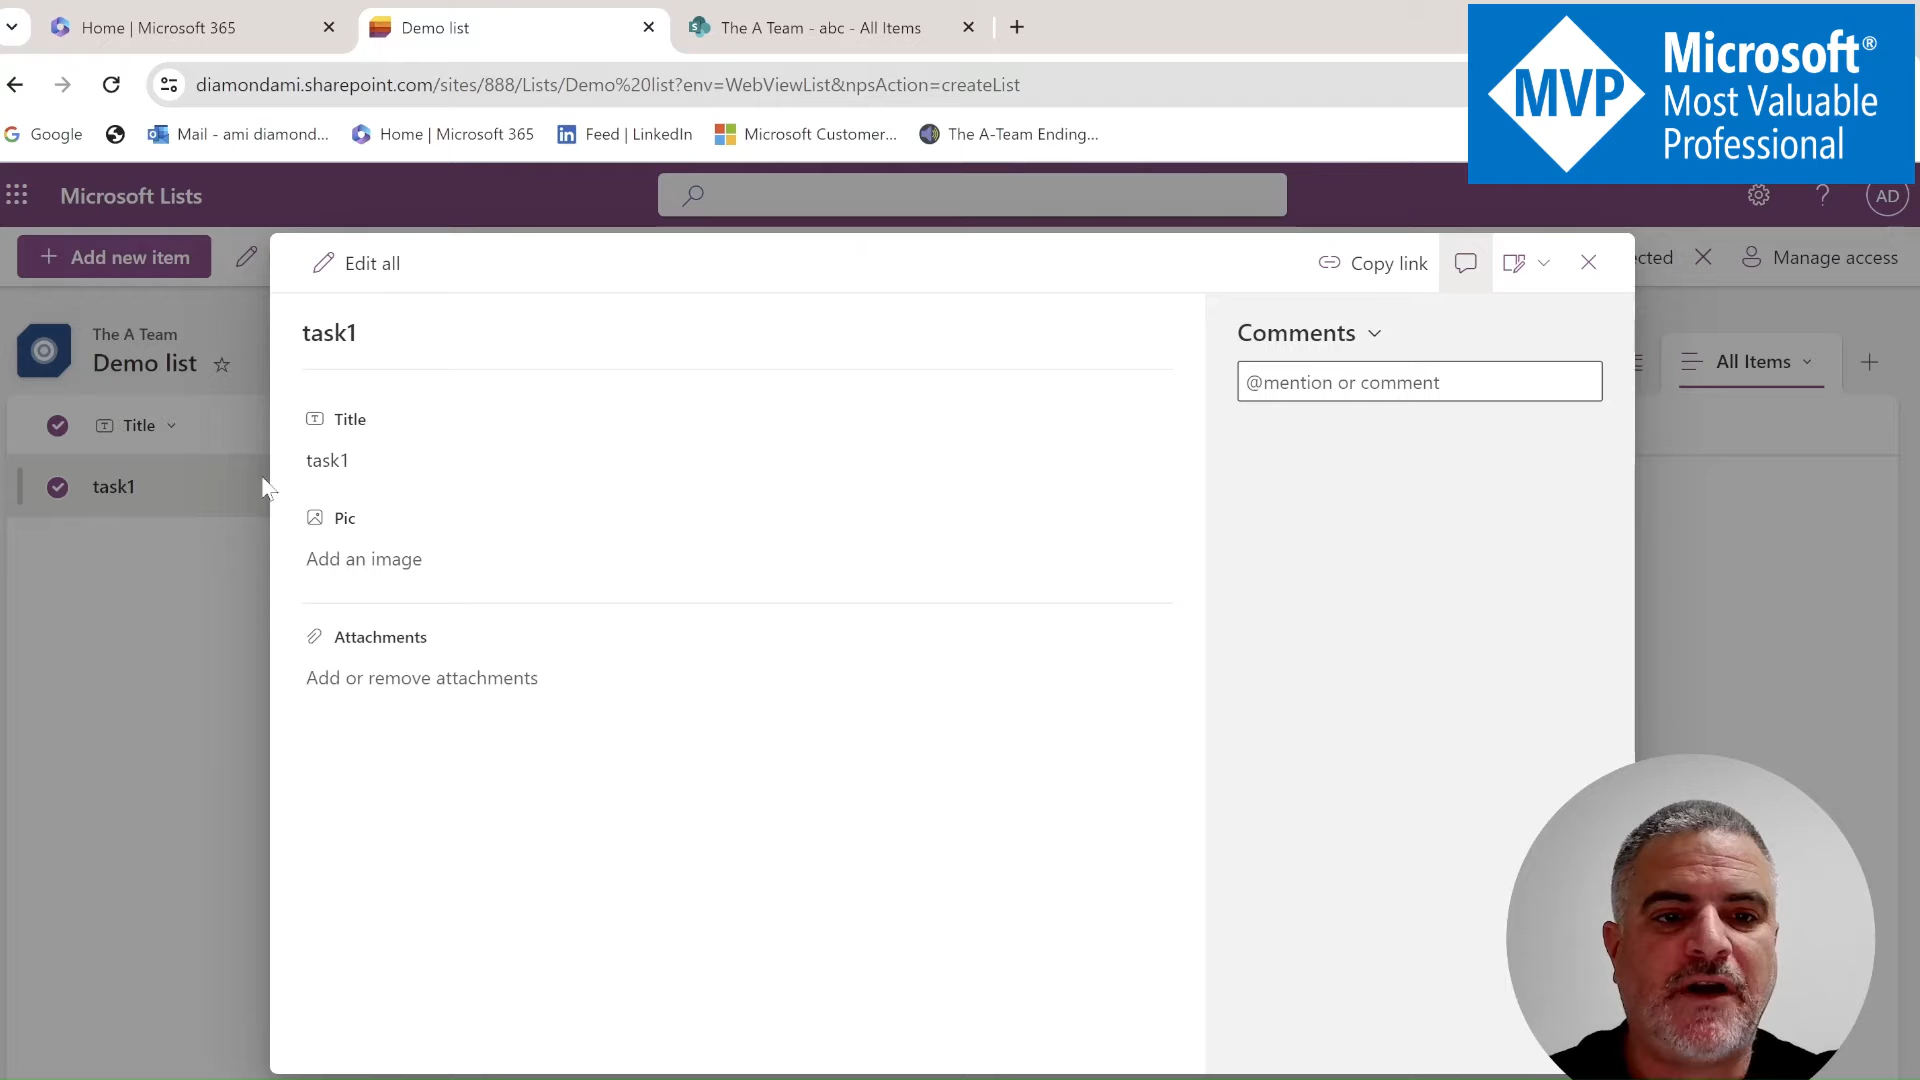 Home | Microsoft 365
Demo list
The A Team - abc - All Items
diamondami.sharepoint.com/sites/888/Lists/Demo%20list?env=WebViewList&npsAction=createList
Google
Mail - ami diamond...
Home | Microsoft 365
Feed | LinkedIn
Microsoft Customer...
The A-Team Ending...
MVP
Microsoft®
Most Valuable
Professional
Microsoft Lists
?
AD
Add new item
Edit all
Copy link
Manage access
The A Team
Demo list
task1
Comments
All Items
@mention or comment
Title
Title
task1
task1
Pic
Add an image
Attachments
Add or remove attachments